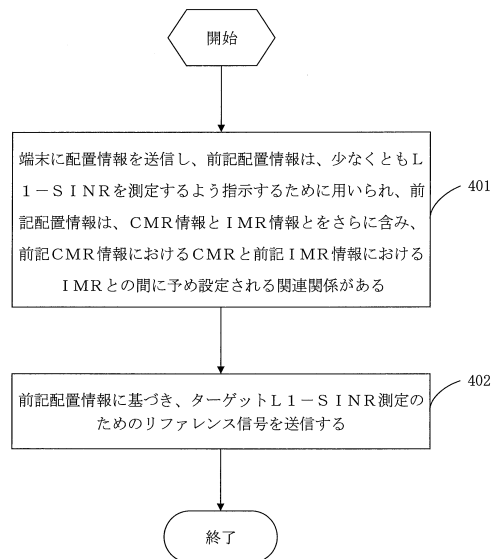 開始
端末に配置情報を送信し、前記配置情報は、少なくともL
1-SINRを測定するよう指示するために用いられ、前
記配置情報は、CMR情報とIMR情報とをさらに含み、
前記CMR情報におけるCMRと前記IMR情報における
IMRとの間に予め設定される関連関係がある
401
前記配置情報に基づき、ターゲットL1-SINR測定の
ためのリファレンス信号を送信する
402
終了